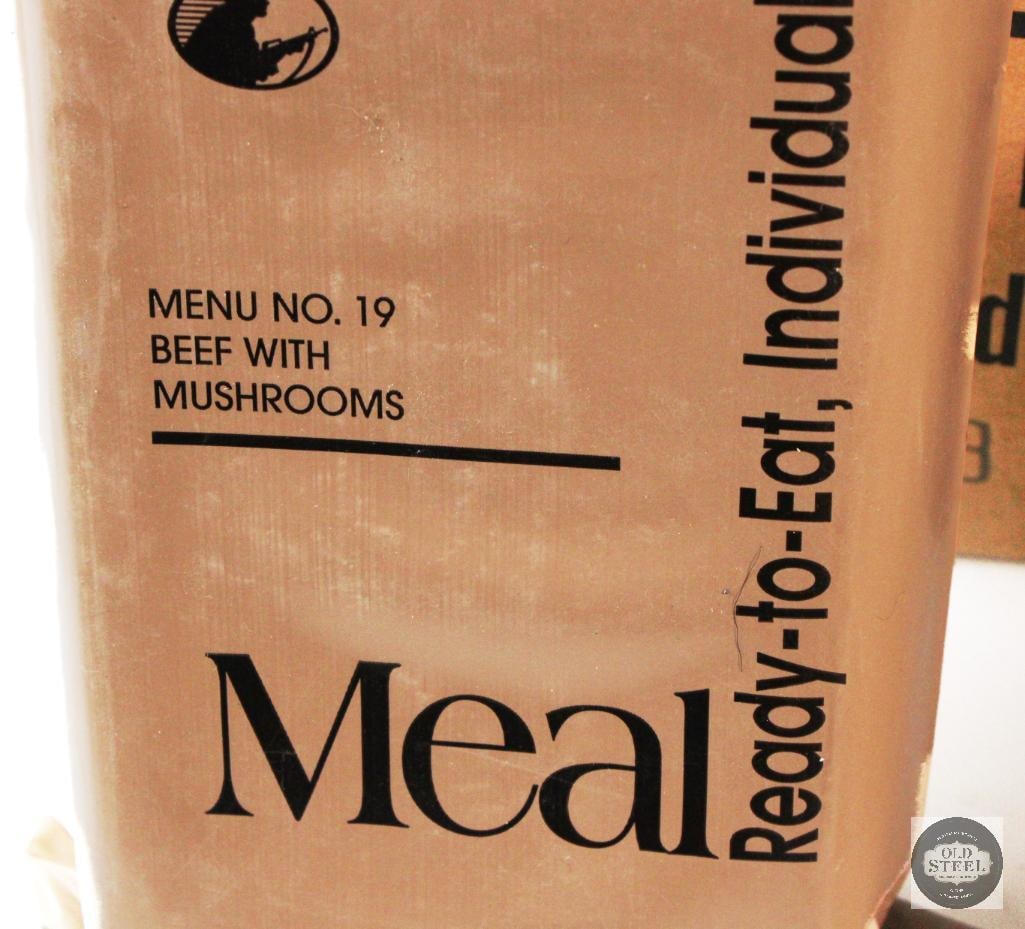 MENU NO. 19
BEEF WITH
MUSHROOMS
Meal
Ready-to-Eat, Individual
d
OLD
STEEL